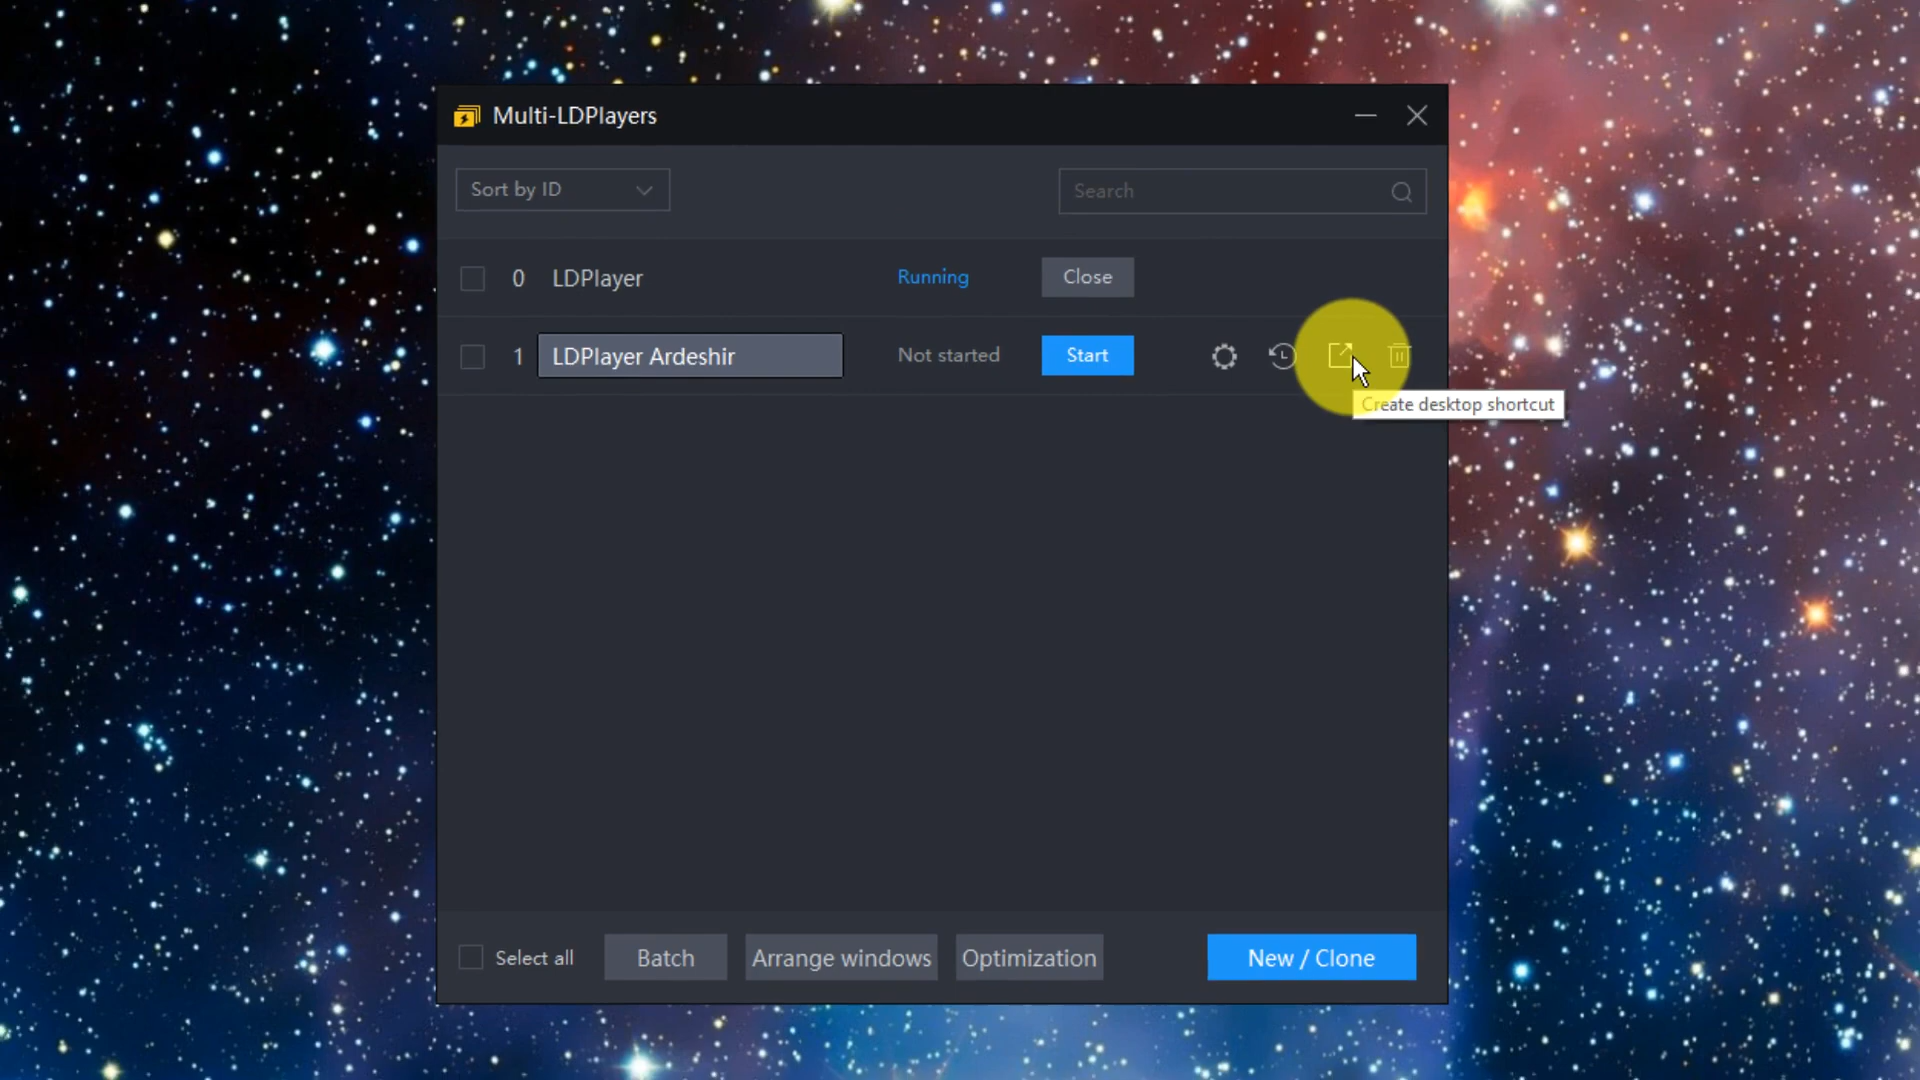 Multi-LDPlayers
Sort by ID
Search
0 LDPlayer Running Close
1 LDPlayer Ardeshir Not started Start
Create desktop shortcut
Select all Batch Arrange windows Optimization New / Clone